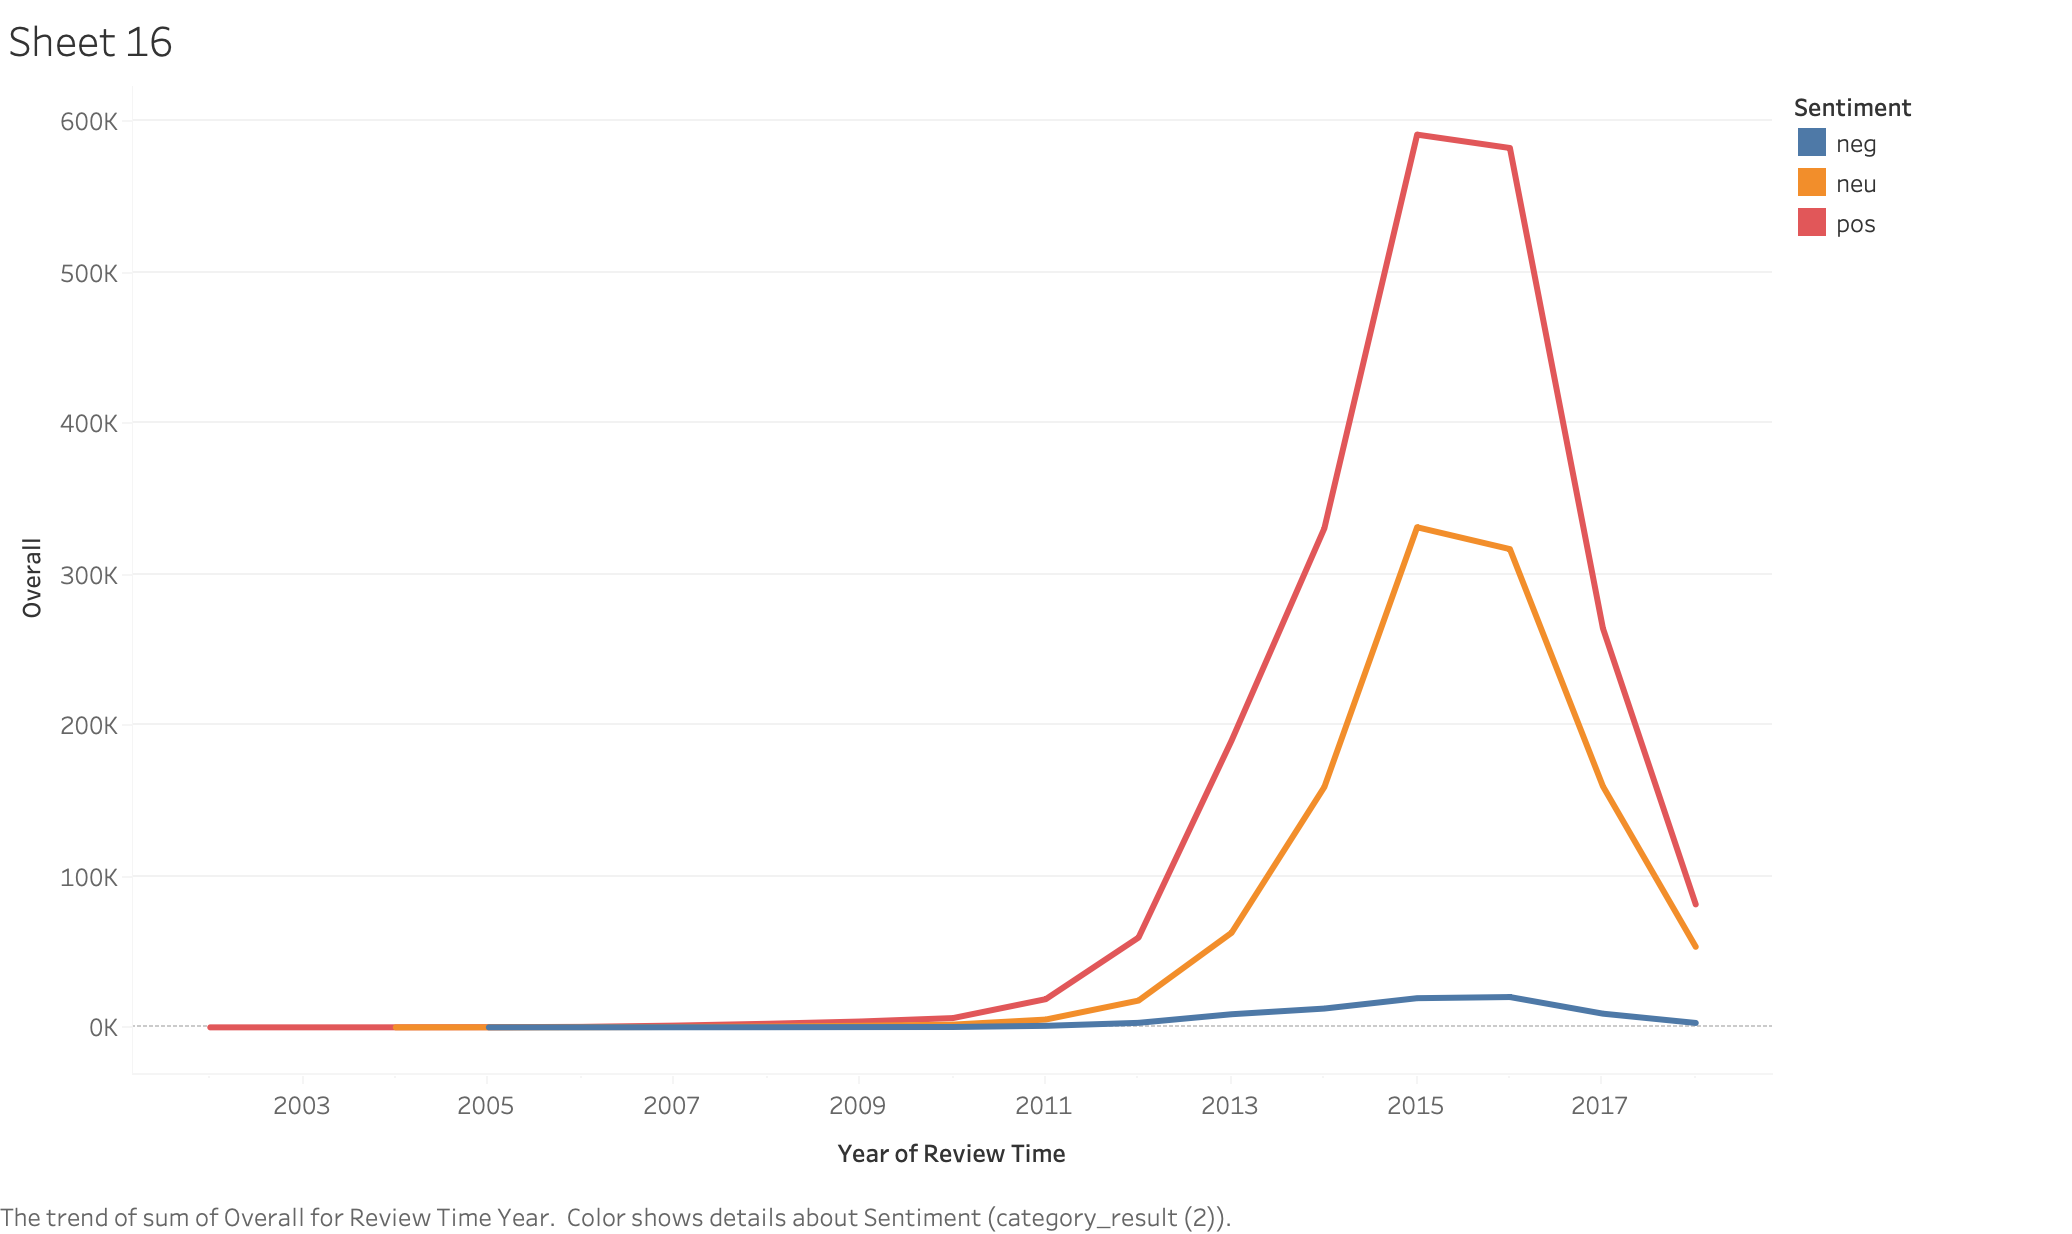 Sheet 16
Sentiment
neg
neu
pos
600K
500K
400K
300K
200K
100K
0K
Overall
2003 2005 2007 2009 2011 2013 2015 2017
Year of Review Time
The trend of sum of Overall for Review Time Year.  Color shows details about Sentiment (category_result (2)).